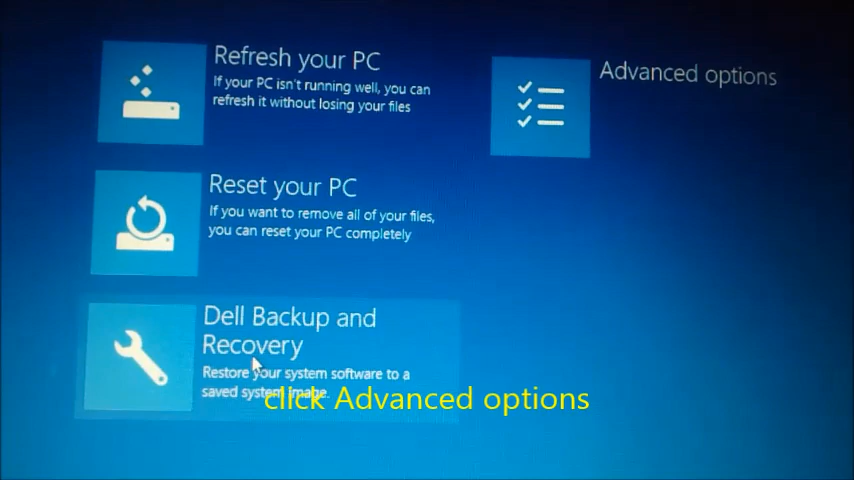 Refresh your PC
If your PC isn't running well, you can
refresh it without losing your files
Advanced options
Reset your PC
If you want to remove all of your files,
you can reset your PC completely
Dell Backup and
Recovery
Restore your system software to a
saved system image.
click Advanced options